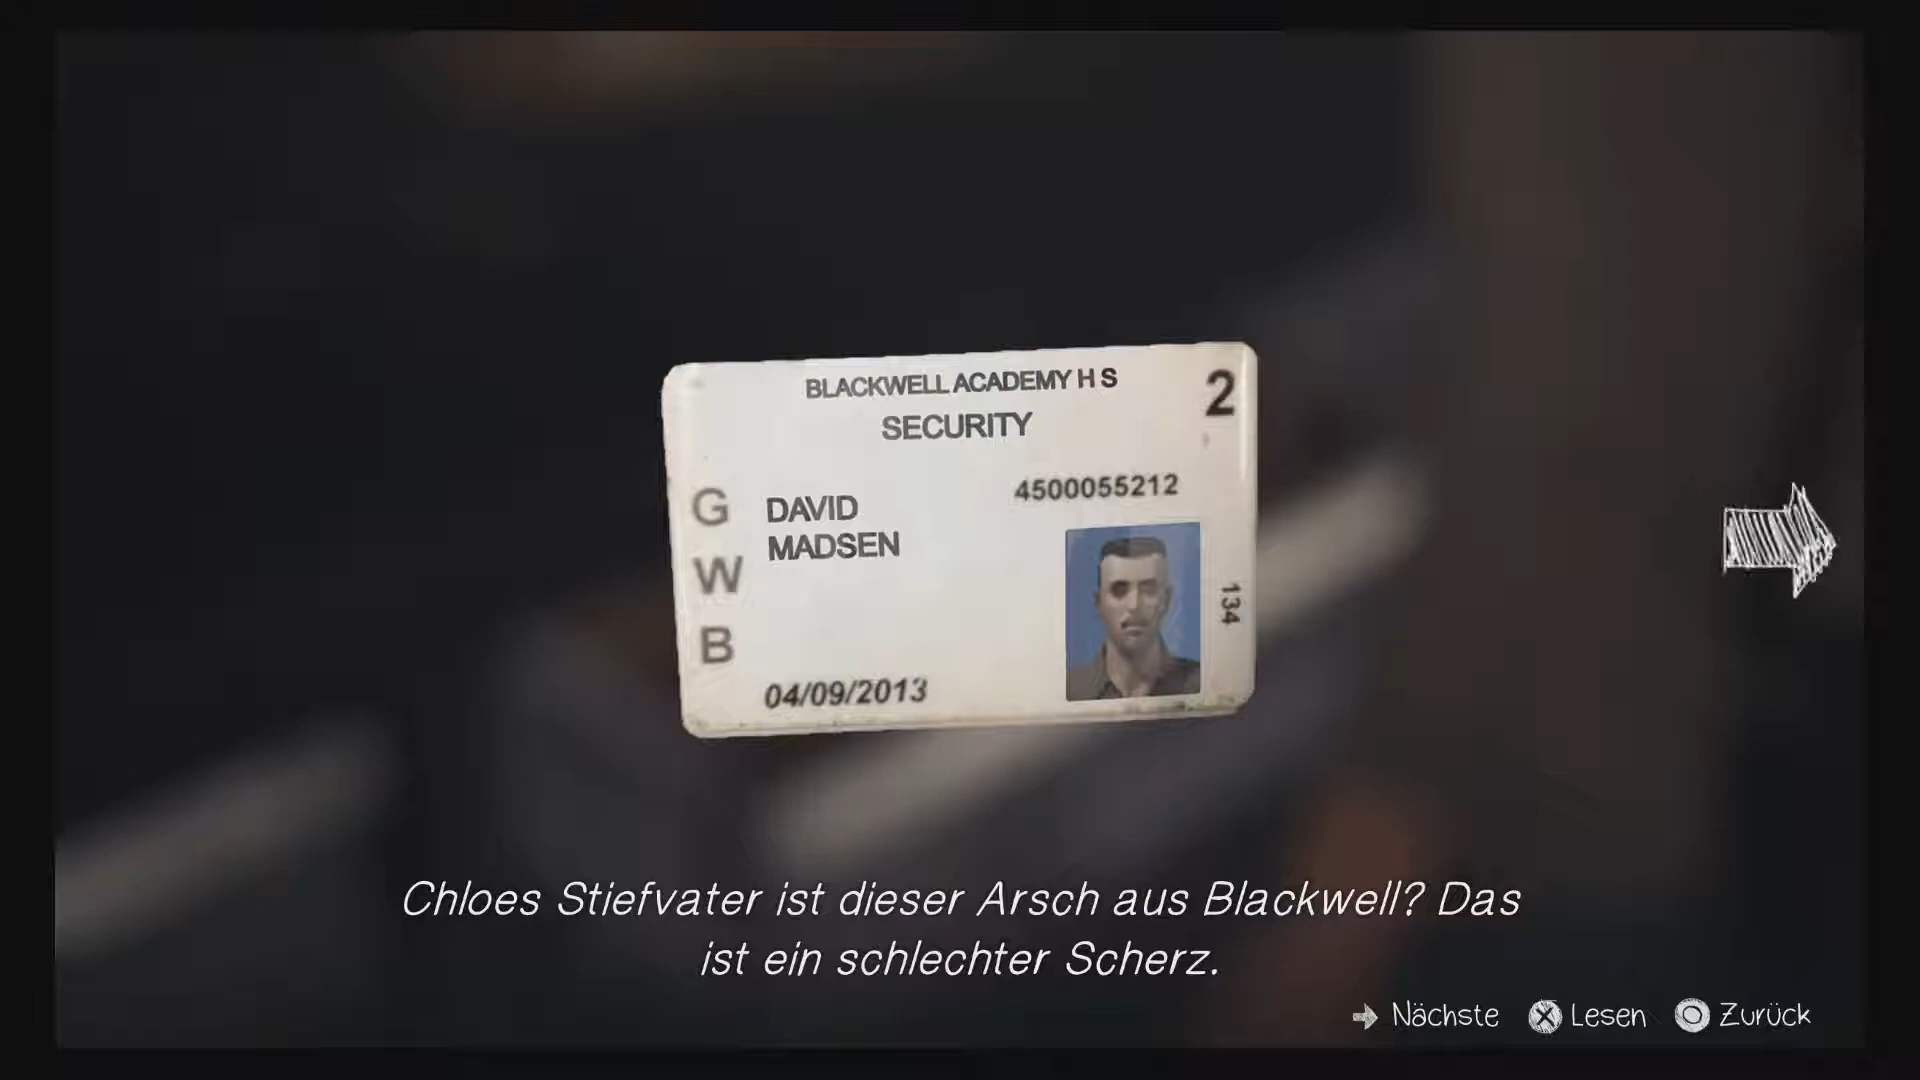 BLACKWELL ACADEMY H S
2
SECURITY
4500055212
G
DAVID
MADSEN
W
134
B
04/09/2013
Chloes Stiefvater ist dieser Arsch aus Blackwell? Das
ist ein schlechter Scherz.
Nächste
Lesen
Zurück